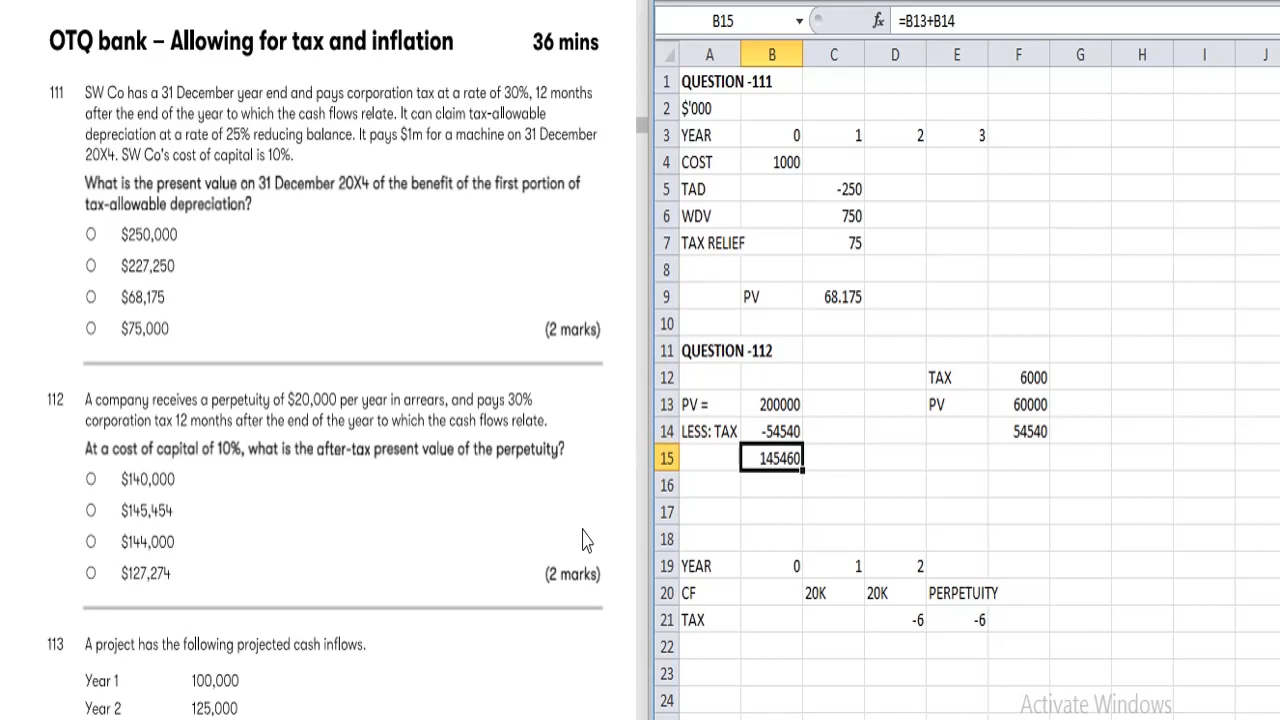 OTQ bank – Allowing for tax and inflation 36 mins
111 SW Co has a 31 December year end and pays corporation tax at a rate of 30%, 12 months
after the end of the year to which the cash flows relate. It can claim tax-allowable
depreciation at a rate of 25% reducing balance. It pays $1m for a machine on 31 December
20X4. SW Co's cost of capital is 10%.
What is the present value on 31 December 20X4 of the benefit of the first portion of
tax-allowable depreciation?
O $250,000
O $227,250
O $68,175
O $75,000 (2 marks)
112 A company receives a perpetuity of $20,000 per year in arrears, and pays 30%
corporation tax 12 months after the end of the year to which the cash flows relate.
At a cost of capital of 10%, what is the after-tax present value of the perpetuity?
O $140,000
O $145,454
O $144,000
O $127,274 (2 marks)
113 A project has the following projected cash inflows.
Year 1 100,000
Year 2 125,000
B15 fx =B13+B14
A B C D E F G H I J
1 QUESTION -111
2 $'000
3 YEAR 0 1 2 3
4 COST 1000
5 TAD -250
6 WDV 750
7 TAX RELIEF 75
8
9 PV 68.175
10
11 QUESTION -112
12 TAX 6000
13 PV = 200000 PV 60000
14 LESS: TAX -54540 54540
15 145460
16
17
18
19 YEAR 0 1 2
20 CF 20K 20K PERPETUITY
21 TAX -6 -6
22
23
24
Activate Windows